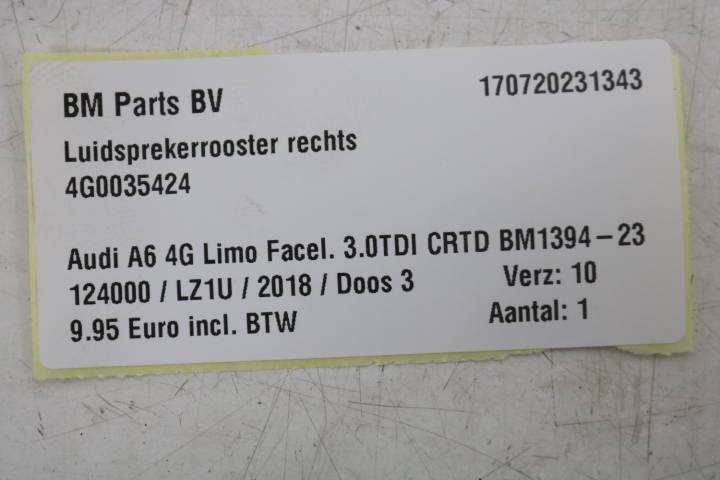 BM Parts BV 170720231343
Luidsprekerrooster rechts
4G0035424
Audi A6 4G Limo Facel. 3.0TDI CRTD BM1394-23
124000 / LZ1U / 2018 / Doos 3 Verz: 10
9.95 Euro incl. BTW Aantal: 1